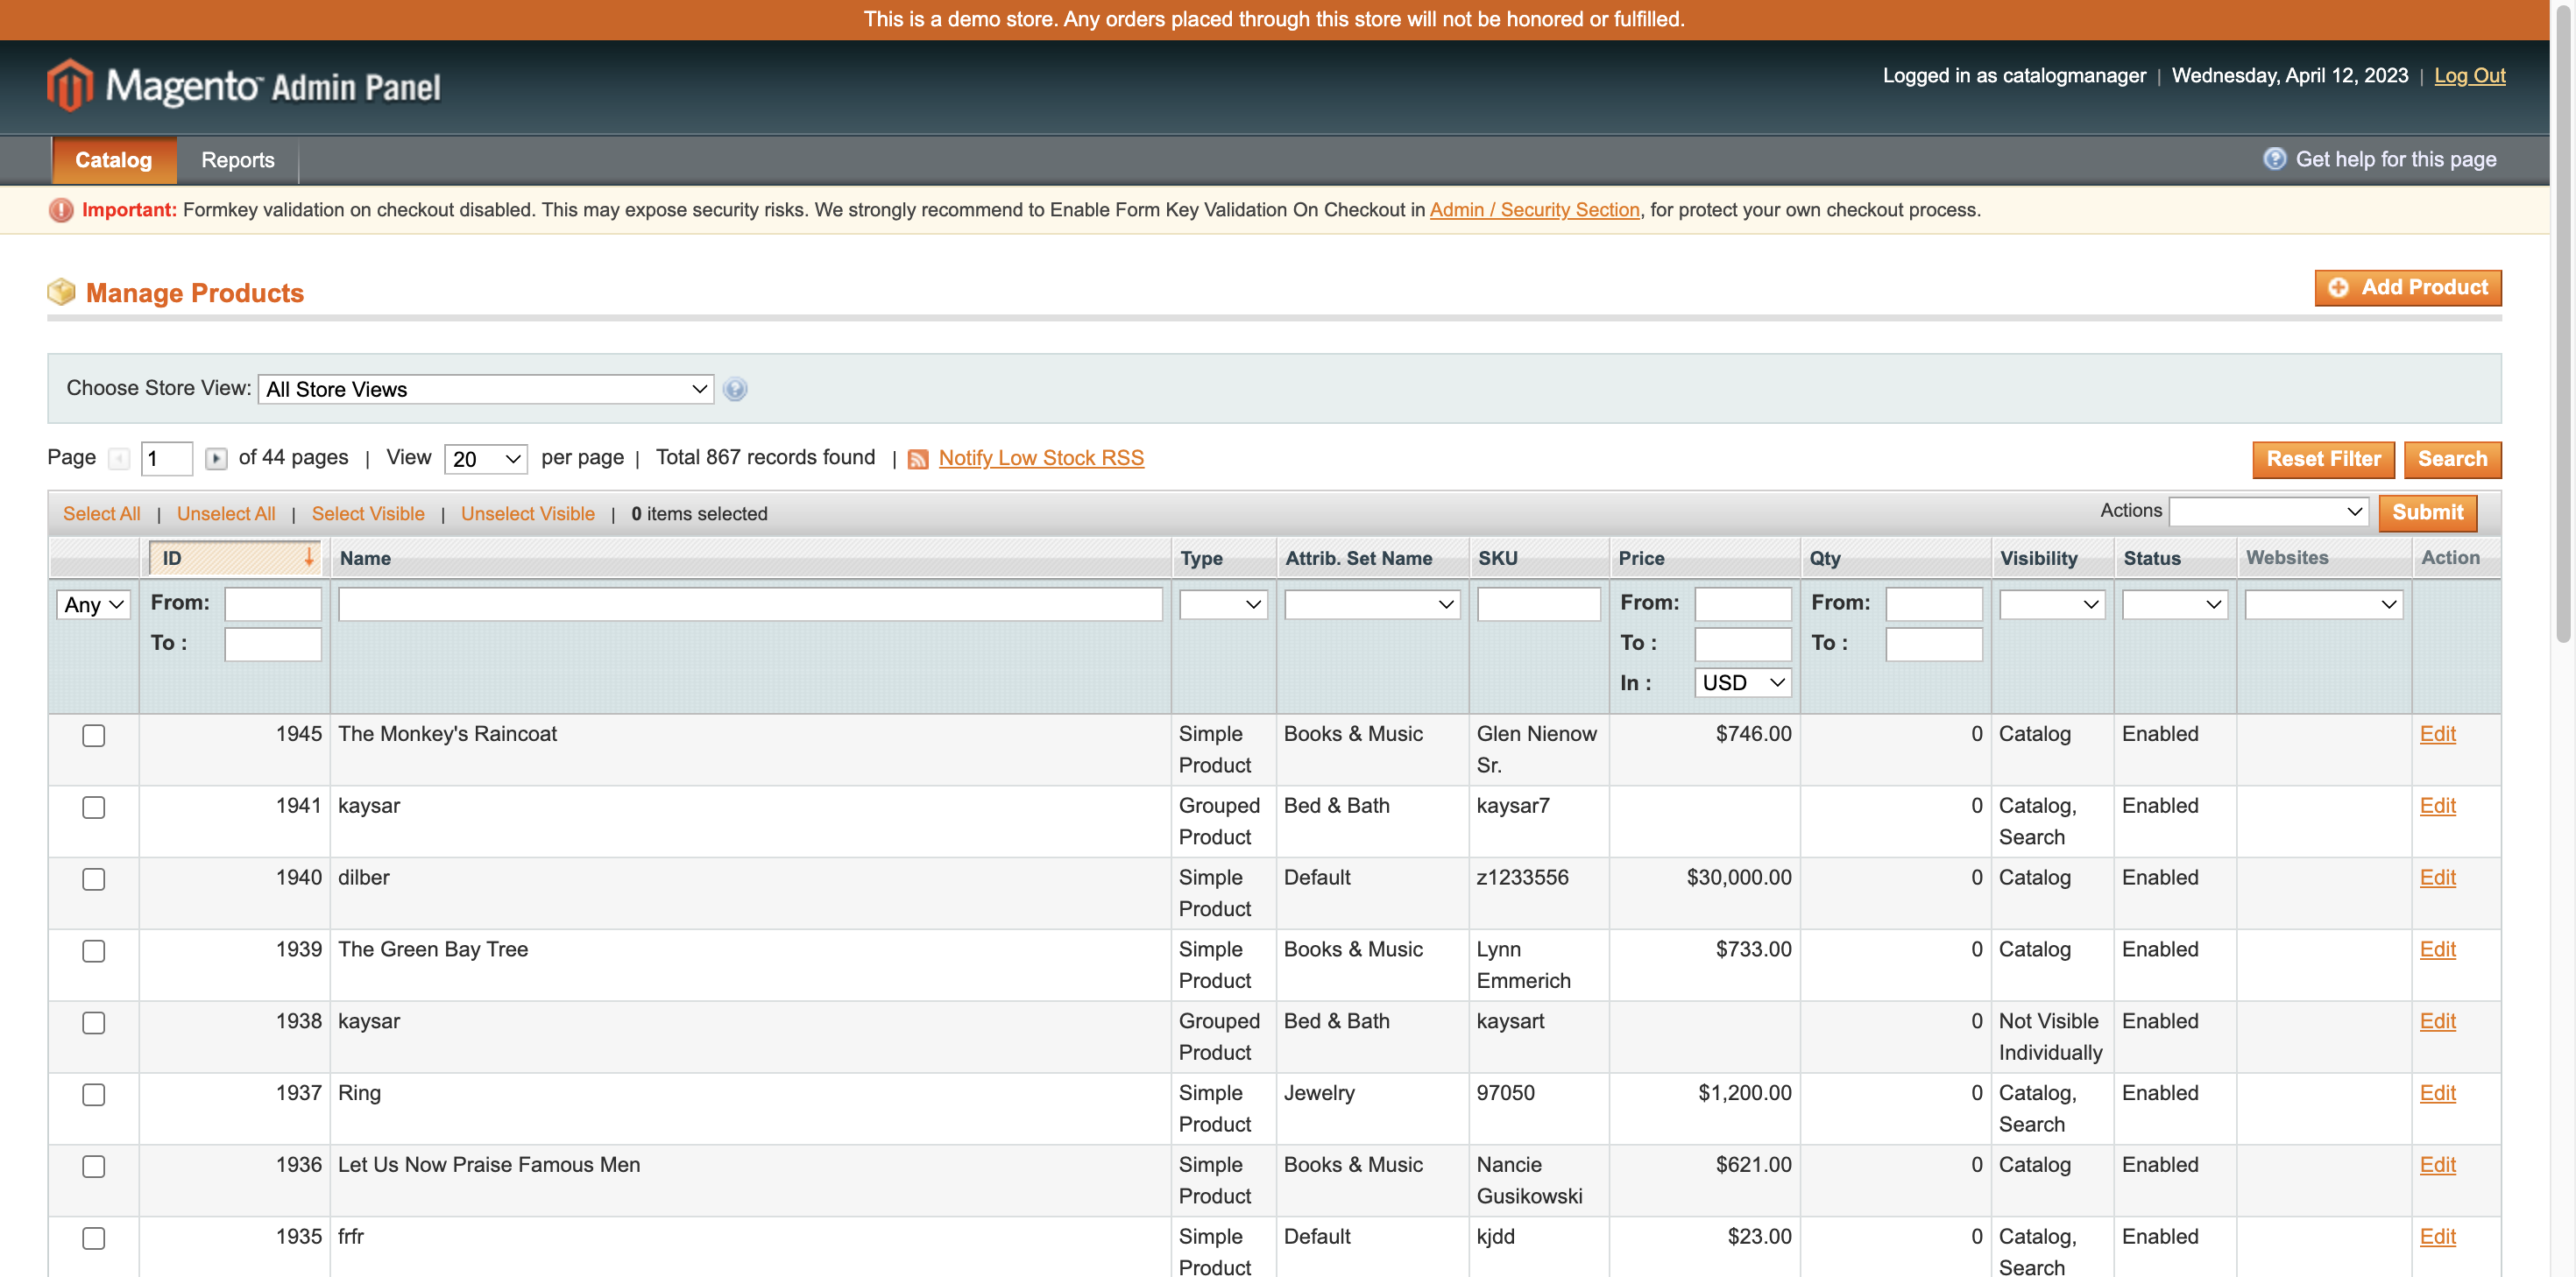 This is a demo store. Any orders placed through this store will not be honored or fulfilled.
Magento™ Admin Panel
Logged in as catalogmanager | Wednesday, April 12, 2023 | Log Out
Catalog Reports
Get help for this page
Important: Formkey validation on checkout disabled. This may expose security risks. We strongly recommend to Enable Form Key Validation On Checkout in Admin / Security Section, for protect your own checkout process.
Manage Products
Add Product
Choose Store View: All Store Views
Page 1 of 44 pages | View 20 per page | Total 867 records found | Notify Low Stock RSS
Reset Filter Search
Select All | Unselect All | Select Visible | Unselect Visible | 0 items selected
Actions Submit
ID Name Type Attrib. Set Name SKU Price Qty Visibility Status Websites Action
Any From: From: From:
To : To : To :
In : USD
1945 The Monkey's Raincoat Simple Product Books & Music Glen Nienow Sr. $746.00 0 Catalog Enabled Edit
1941 kaysar Grouped Product Bed & Bath kaysar7 0 Catalog, Search Enabled Edit
1940 dilber Simple Product Default z1233556 $30,000.00 0 Catalog Enabled Edit
1939 The Green Bay Tree Simple Product Books & Music Lynn Emmerich $733.00 0 Catalog Enabled Edit
1938 kaysar Grouped Product Bed & Bath kaysart 0 Not Visible Individually Enabled Edit
1937 Ring Simple Product Jewelry 97050 $1,200.00 0 Catalog, Search Enabled Edit
1936 Let Us Now Praise Famous Men Simple Product Books & Music Nancie Gusikowski $621.00 0 Catalog Enabled Edit
1935 frfr Simple Product Default kjdd $23.00 0 Catalog, Search Enabled Edit